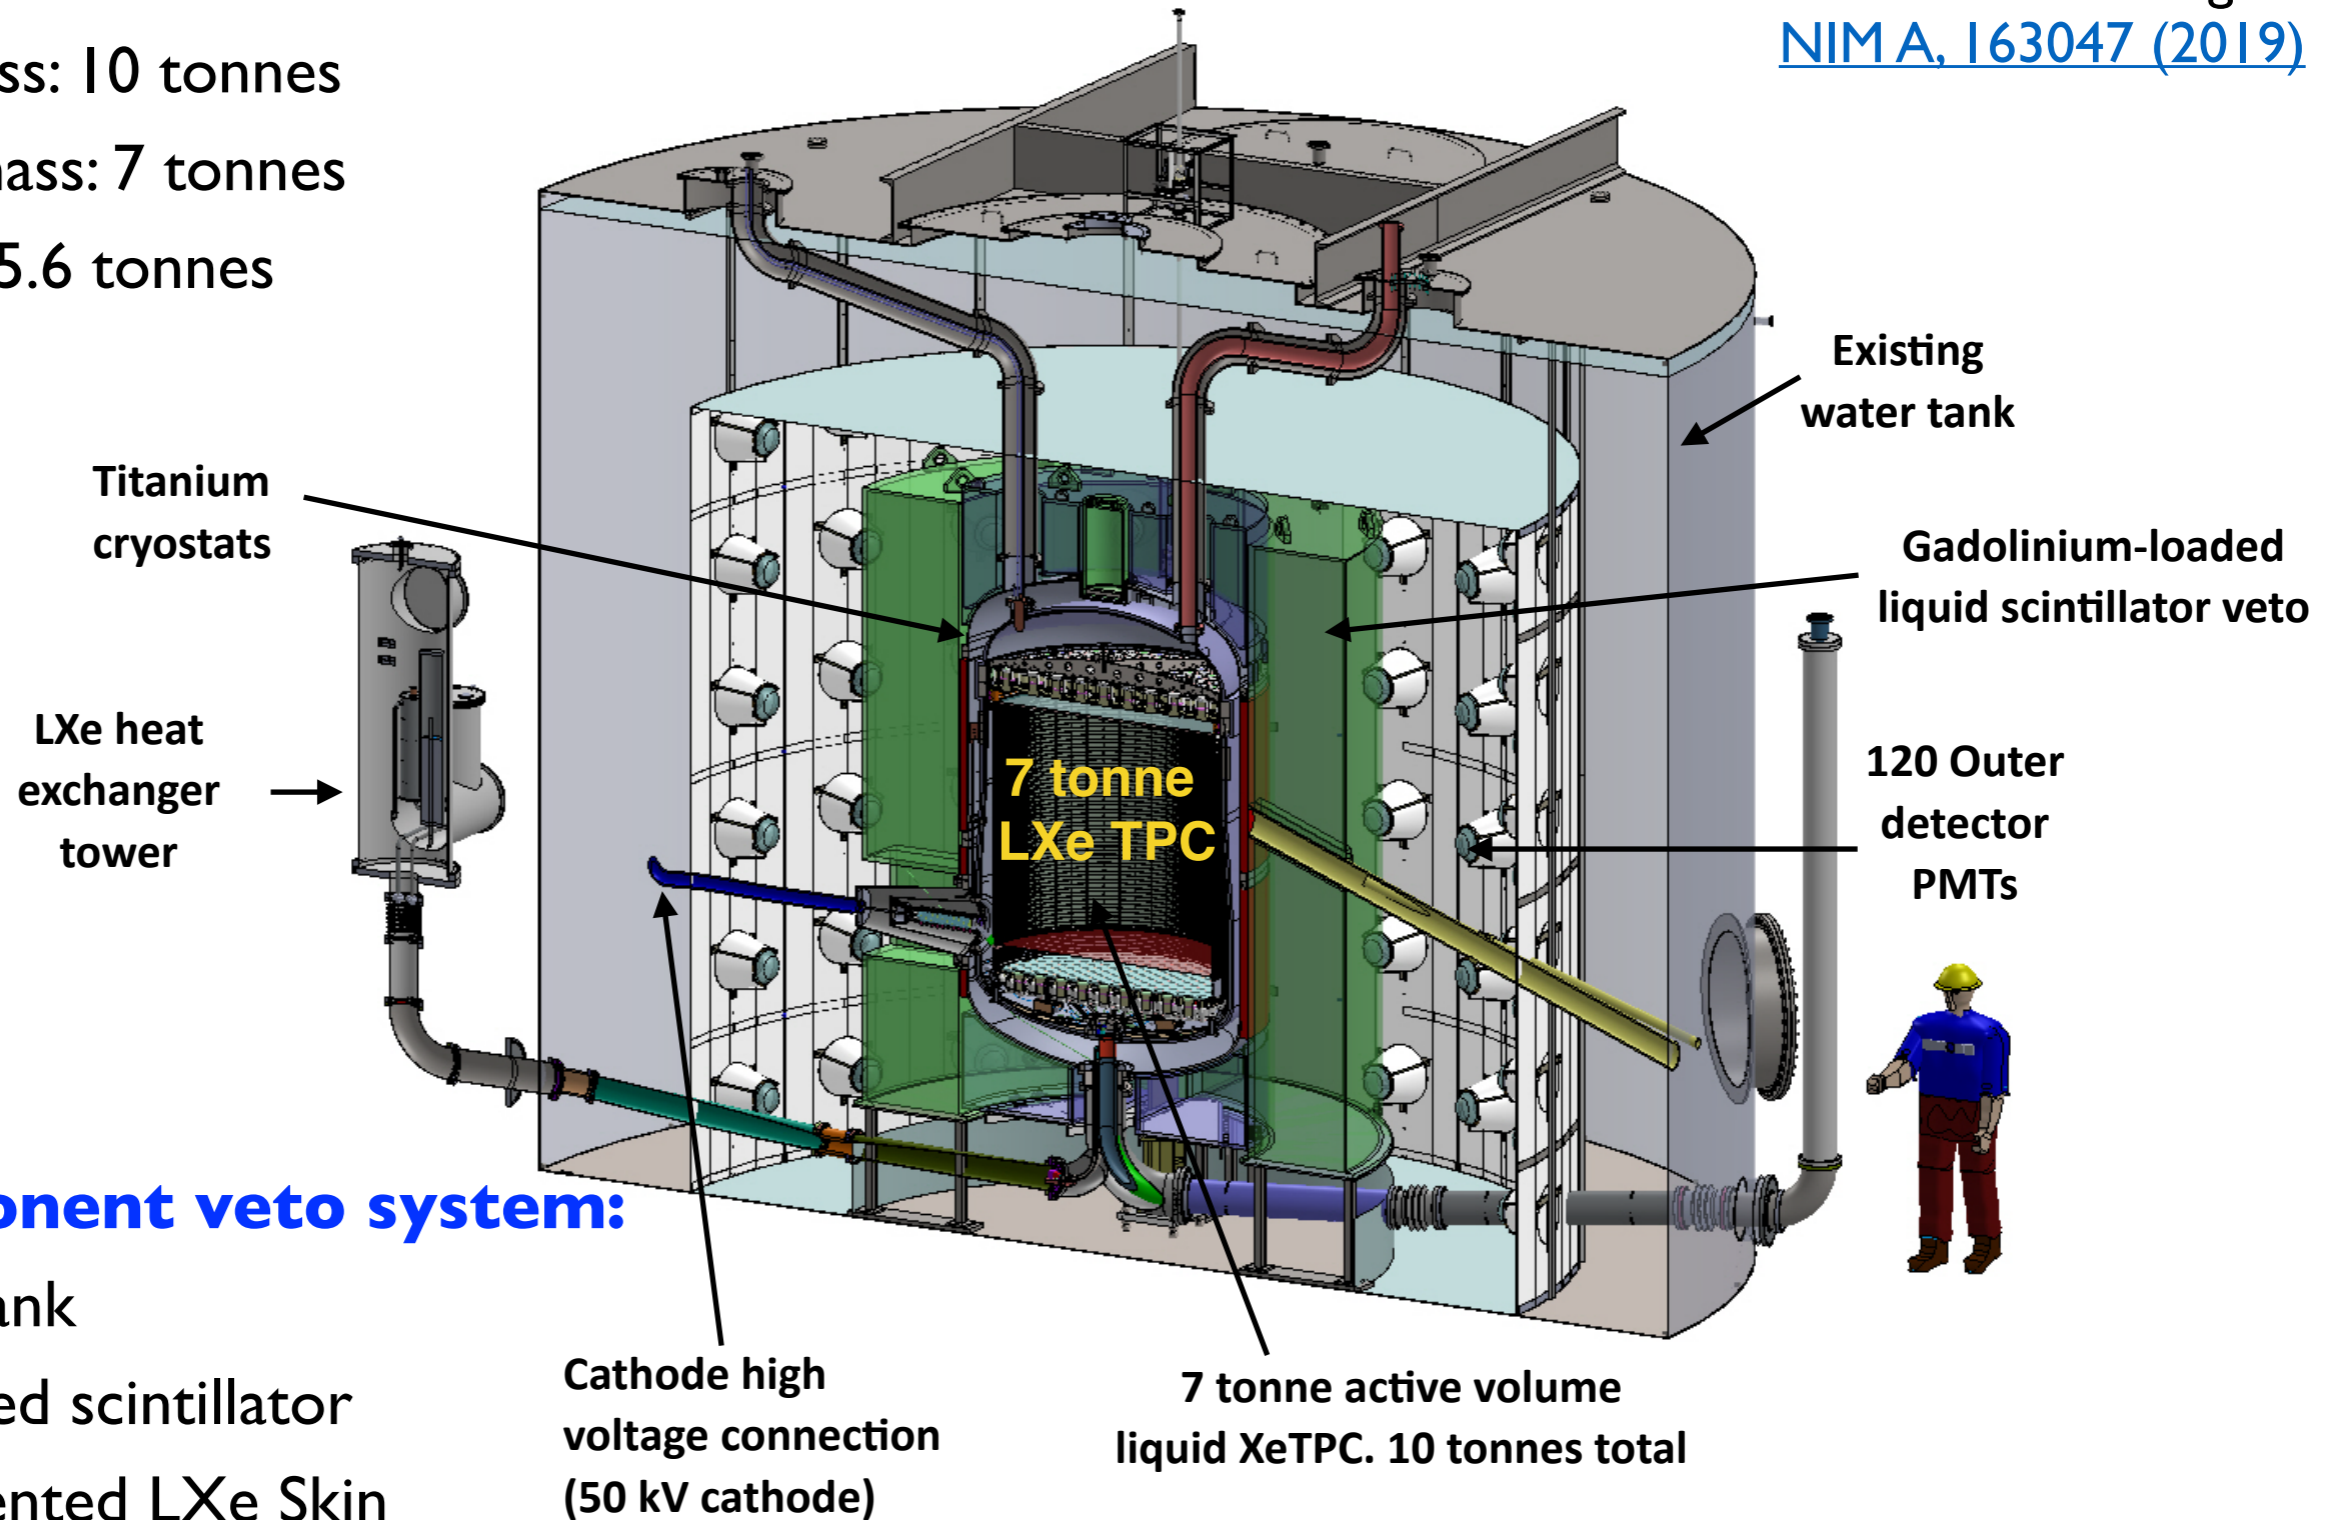 NIM A, 163047 (2019)
ss: 10 tonnes
ass: 7 tonnes
5.6 tonnes
Existing
water tank
Titanium
cryostats
Gadolinium-loaded
liquid scintillator veto
LXe heat
exchanger
tower
7 tonne
LXe TPC
120 Outer
detector
PMTs
onent veto system:
ank
ed scintillator
ented LXe Skin
Cathode high
voltage connection
(50 kV cathode)
7 tonne active volume
liquid XeTPC. 10 tonnes total